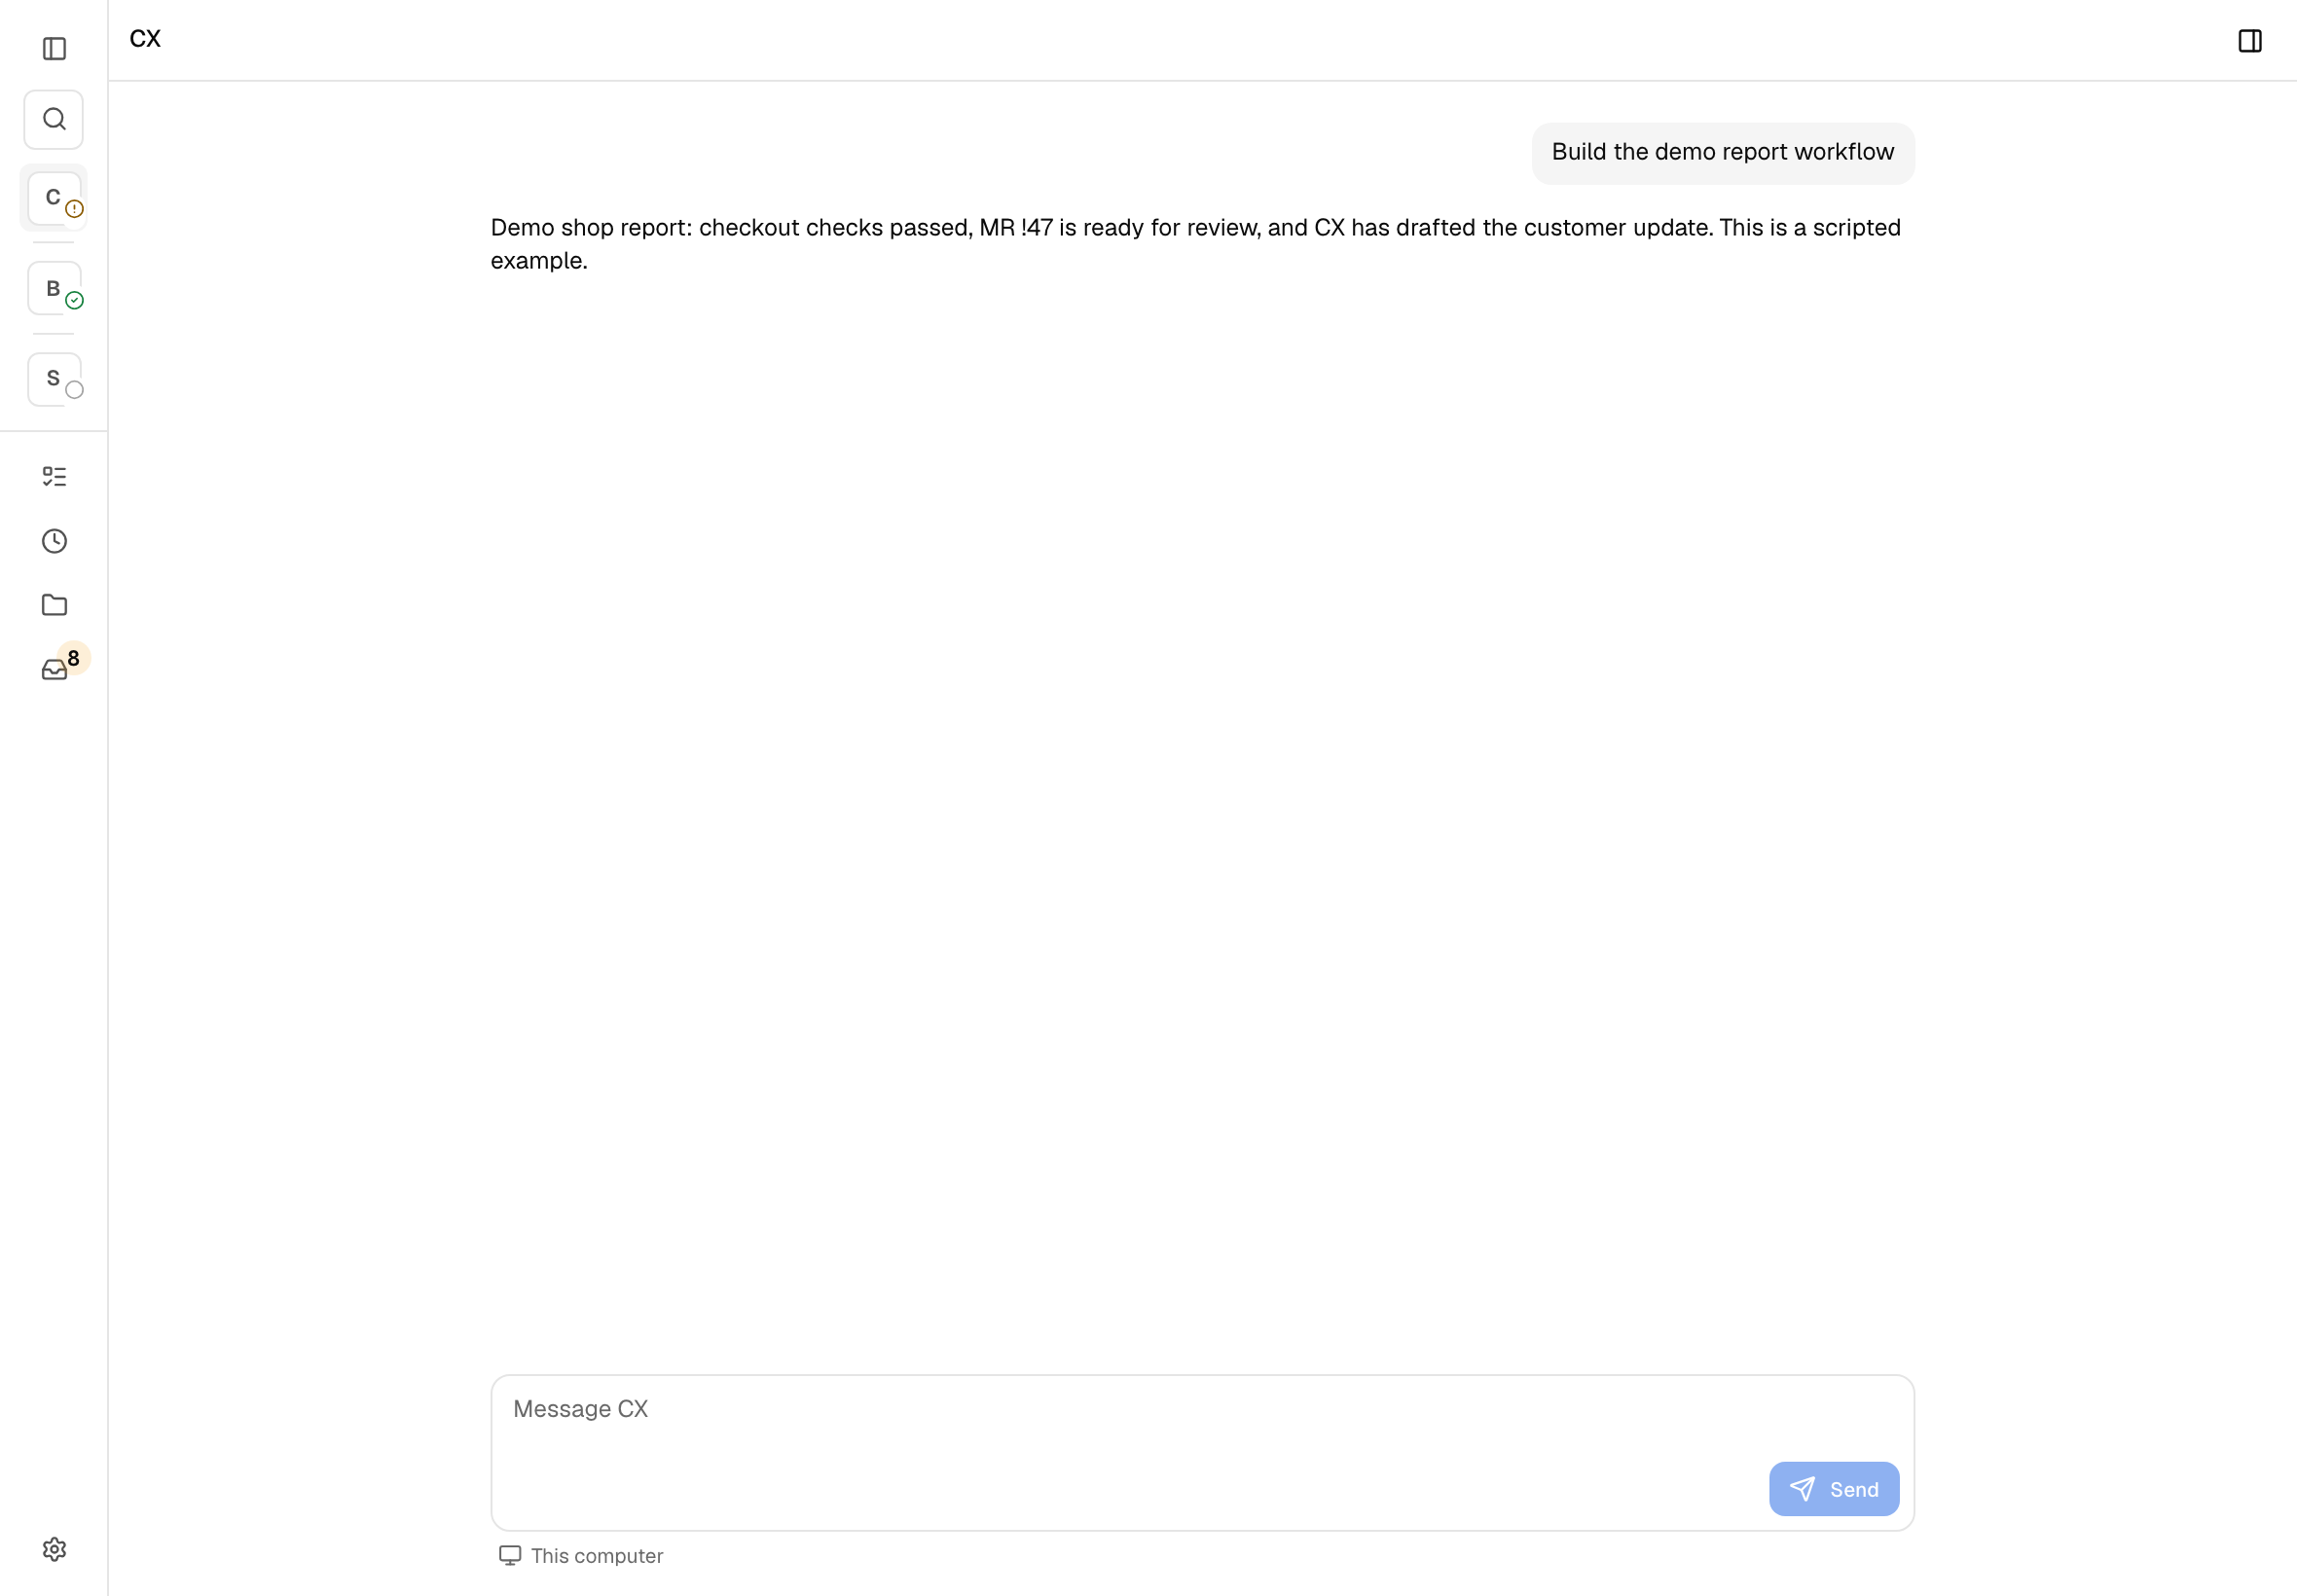 CX
C
B
S
8
Build the demo report workflow
Demo shop report: checkout checks passed, MR !47 is ready for review, and CX has drafted the customer update. This is a scripted
example.
Message CX
Send
This computer